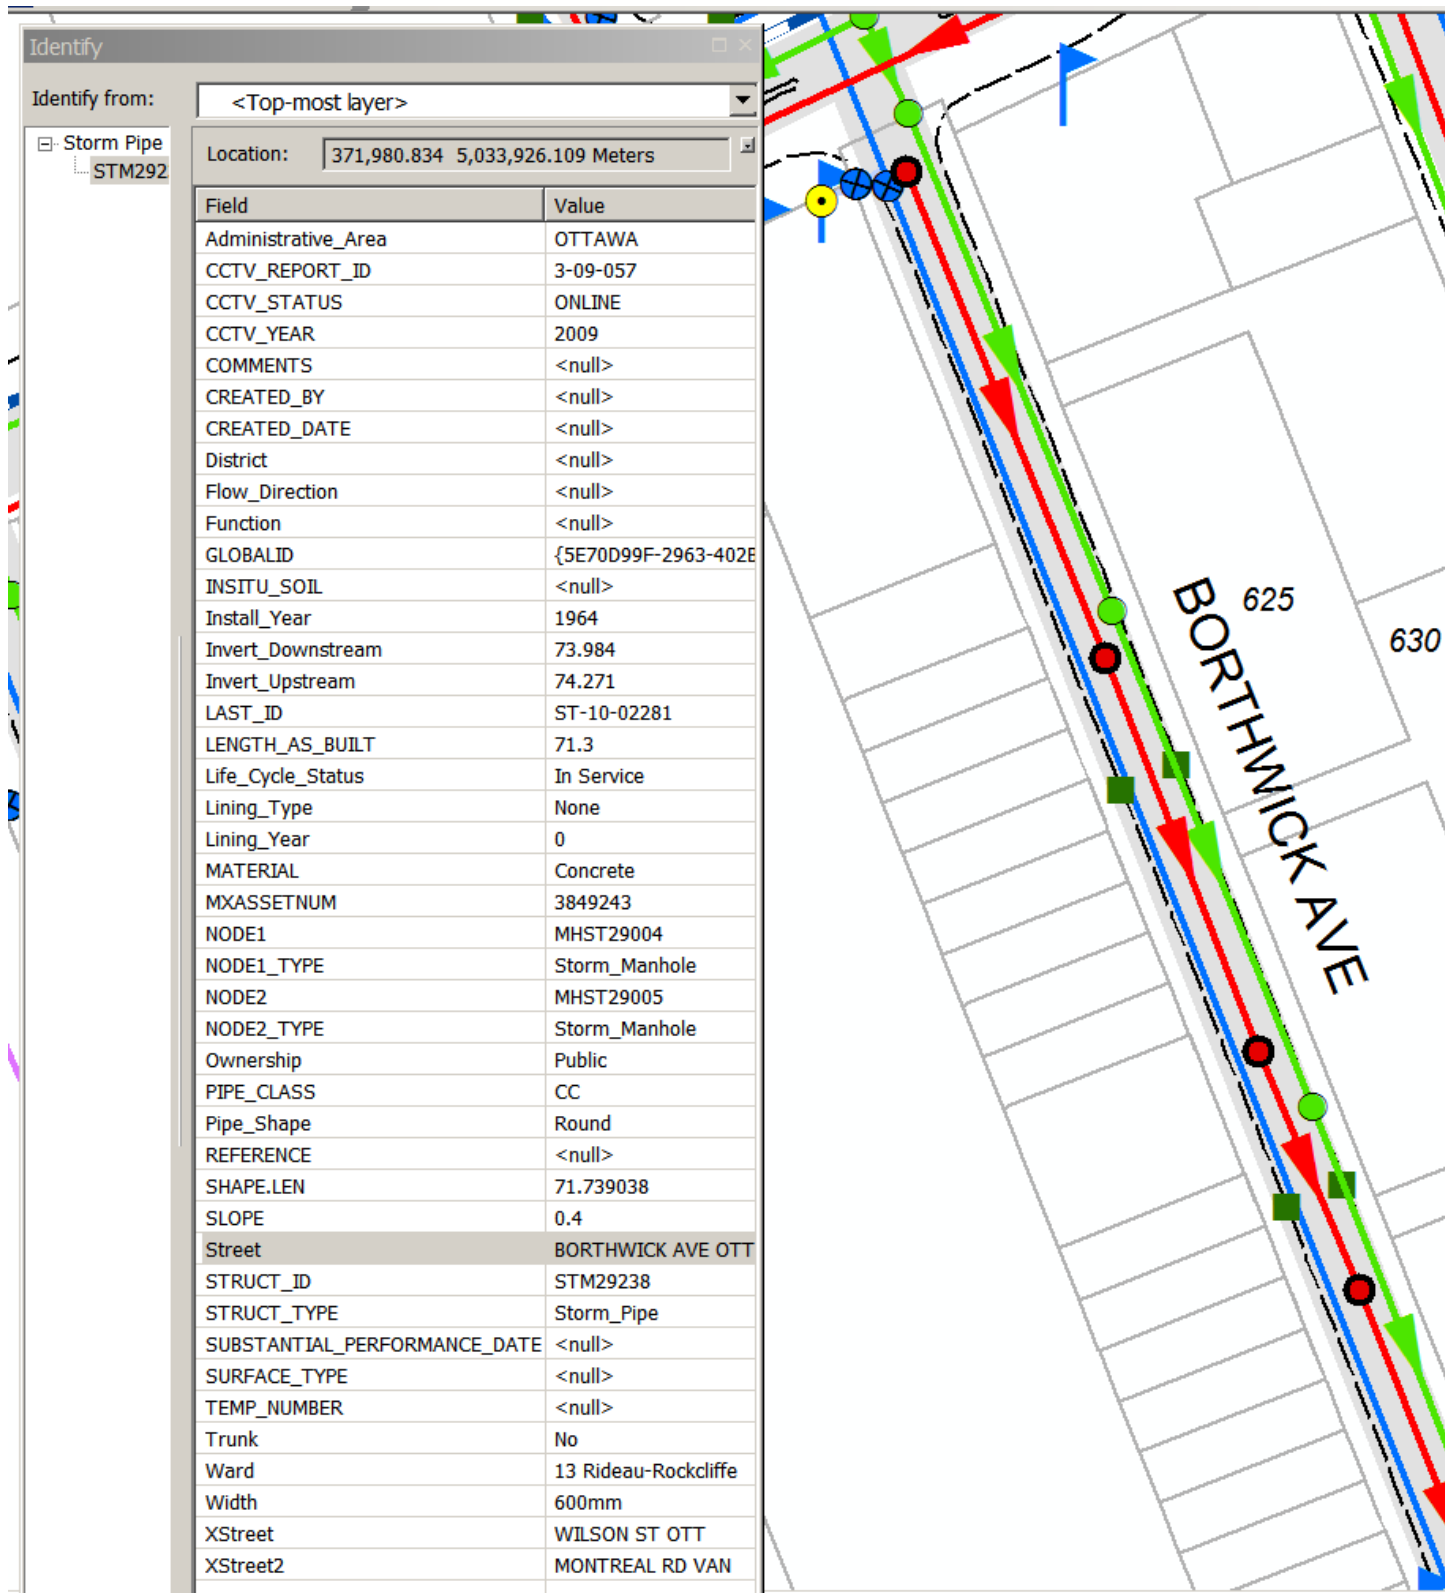 Identify
Identify from: <Top-most layer>
Storm Pipe
STM292
Location: 371,980.834 5,033,926.109 Meters
Field Value
Administrative_Area OTTAWA
CCTV_REPORT_ID 3-09-057
CCTV_STATUS ONLINE
CCTV_YEAR 2009
COMMENTS <null>
CREATED_BY <null>
CREATED_DATE <null>
District <null>
Flow_Direction <null>
Function <null>
GLOBALID {5E70D99F-2963-402B
INSITU_SOIL <null>
Install_Year 1964
Invert_Downstream 73.984
Invert_Upstream 74.271
LAST_ID ST-10-02281
LENGTH_AS_BUILT 71.3
Life_Cycle_Status In Service
Lining_Type None
Lining_Year 0
MATERIAL Concrete
MXASSETNUM 3849243
NODE1 MHST29004
NODE1_TYPE Storm_Manhole
NODE2 MHST29005
NODE2_TYPE Storm_Manhole
Ownership Public
PIPE_CLASS CC
Pipe_Shape Round
REFERENCE <null>
SHAPE.LEN 71.739038
SLOPE 0.4
Street BORTHWICK AVE OTT
STRUCT_ID STM29238
STRUCT_TYPE Storm_Pipe
SUBSTANTIAL_PERFORMANCE_DATE <null>
SURFACE_TYPE <null>
TEMP_NUMBER <null>
Trunk No
Ward 13 Rideau-Rockcliffe
Width 600mm
XStreet WILSON ST OTT
XStreet2 MONTREAL RD VAN
BORTHWICK AVE
625
630